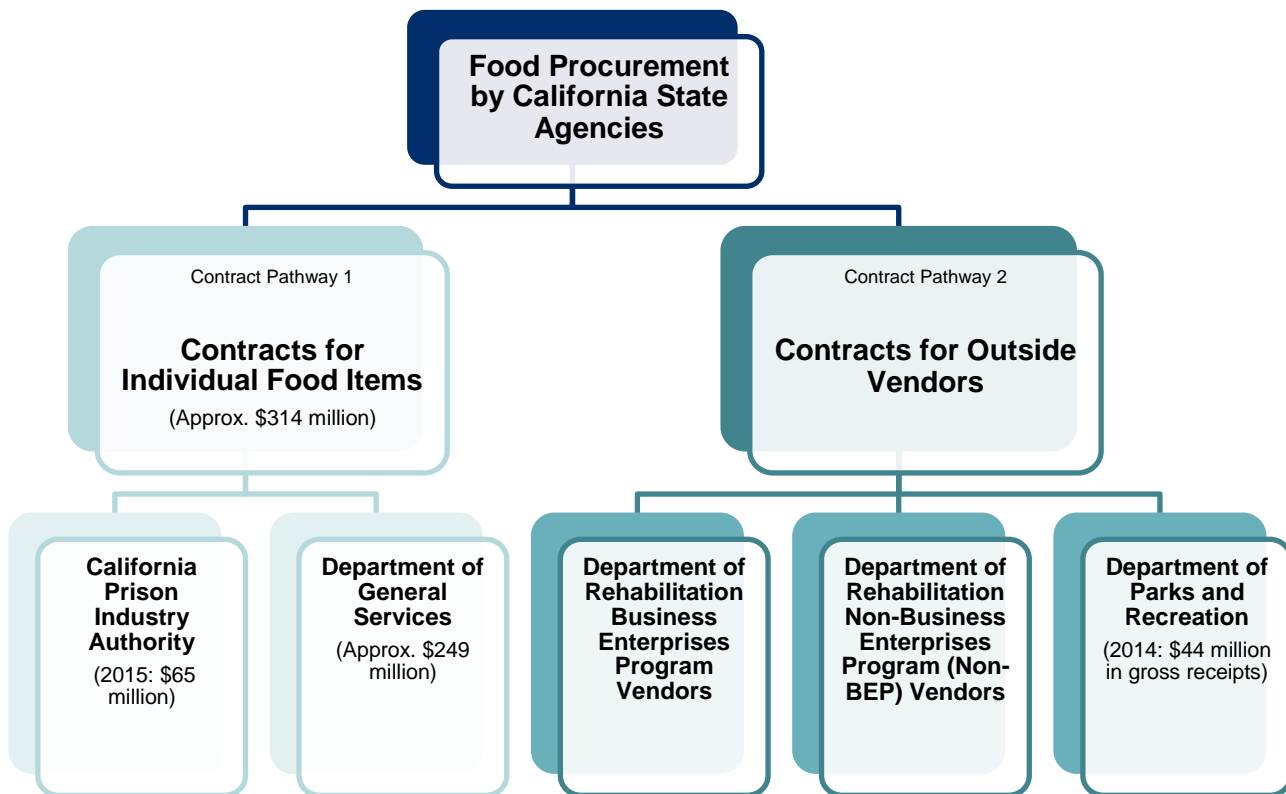 Food Procurement
by California State
Agencies
Contract Pathway 1
Contracts for
Individual Food Items
(Approx. $314 million)
Contract Pathway 2
Contracts for Outside
Vendors
California
Prison
Industry
Authority
(2015: $65
million)
Department of
General
Services
(Approx. $249
million)
Department of
Rehabilitation
Business
Enterprises
Program
Vendors
Department of
Rehabilitation
Non-Business
Enterprises
Program (Non-
BEP) Vendors
Department of
Parks and
Recreation
(2014: $44 million
in gross receipts)